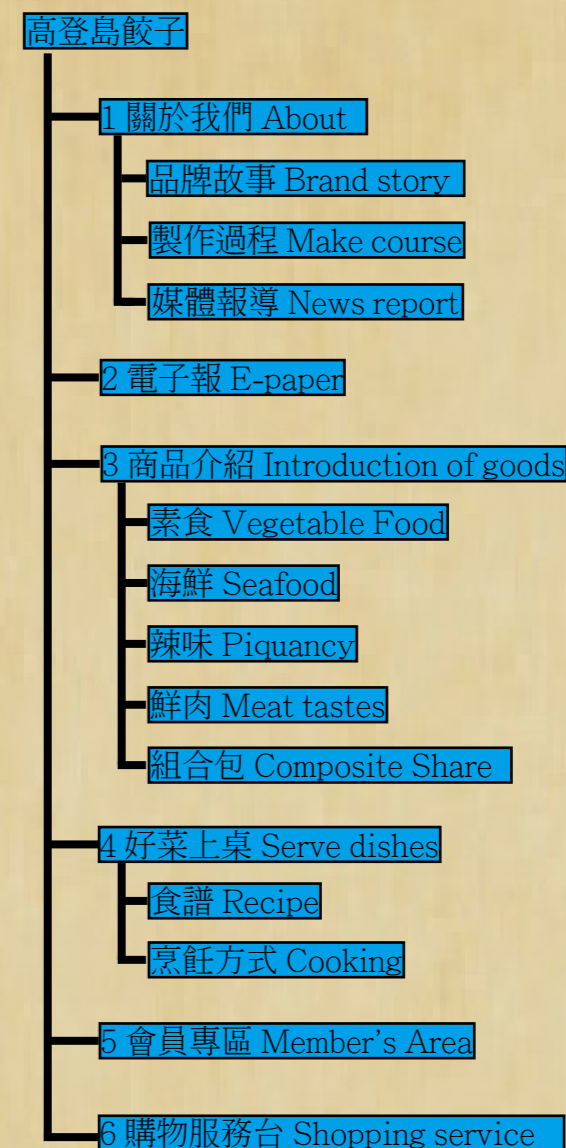 高登島餃子
1 關於我們 About
品牌故事 Brand story
製作過程 Make course
媒體報導 News report
2 電子報 E-paper
3 商品介紹 Introduction of goods
素食 Vegetable Food
海鮮 Seafood
辣味 Piquancy
鮮肉 Meat tastes
組合包 Composite Share
4 好菜上桌 Serve dishes
食譜 Recipe
烹飪方式 Cooking
5 會員專區 Member's Area
6 購物服務台 Shopping service